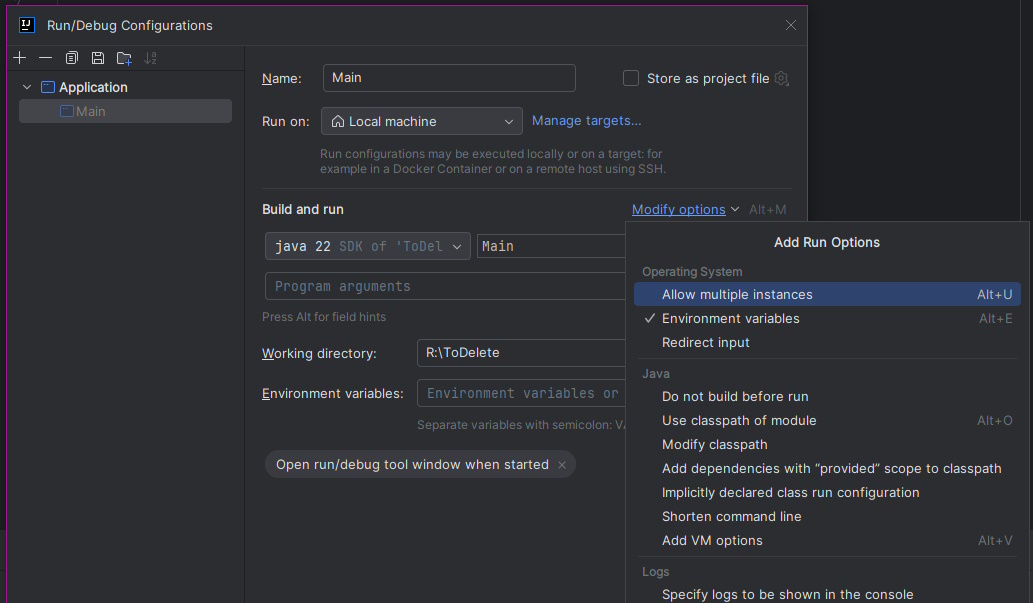 Run/Debug Configurations
Application
Main
Name: Main
Store as project file
Run on: Local machine Manage targets...
Run configurations may be executed locally or on a target: for
example in a Docker Container or on a remote host using SSH.
Build and run
Modify options Alt+M
java 22 SDK of 'ToDel
Main
Program arguments
Press Alt for field hints
Working directory: R:\ToDelete
Environment variables: Environment variables or
Separate variables with semicolon: VA
Open run/debug tool window when started
Add Run Options
Operating System
Allow multiple instances Alt+U
Environment variables Alt+E
Redirect input
Java
Do not build before run
Use classpath of module Alt+O
Modify classpath
Add dependencies with “provided” scope to classpath
Implicitly declared class run configuration
Shorten command line
Add VM options Alt+V
Logs
Specify logs to be shown in the console